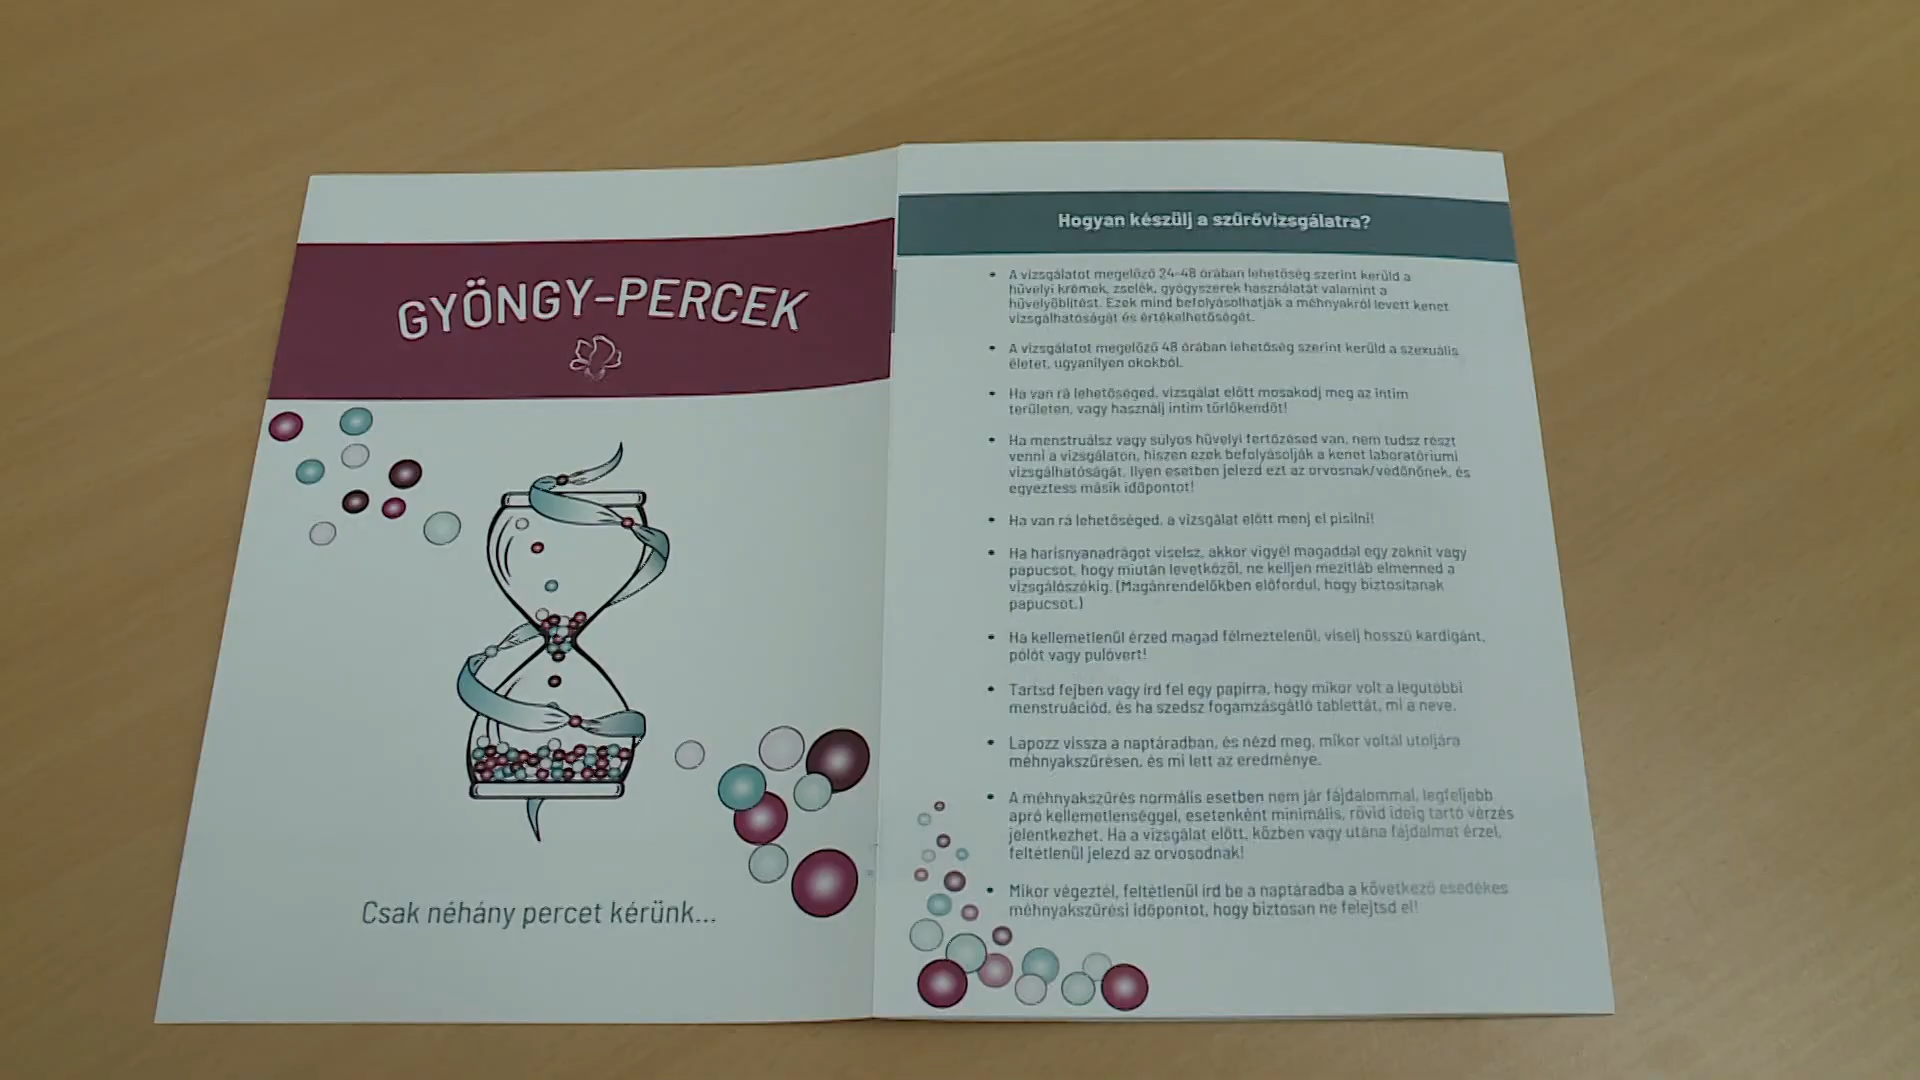 GYÖNGY-PERCEK
Csak néhány percet kérünk...
Hogyan készülj a szűrővizsgálatra?
• A vizsgálatot megelőző 24-48 órában lehetőség szerint kerüld a
hüvelyi krémek, zselék, gyógyszerek használatát valamint a
hüvelyöblítést. Ezek mind befolyásolhatják a méhnyakról levett kenet
vizsgálhatóságát és értékelhetőségét.
• A vizsgálatot megelőző 48 órában lehetőség szerint kerüld a szexuális
életet, ugyanilyen okokból.
• Ha van rá lehetőséged, vizsgálat előtt mosakodj meg az intim
területen, vagy használj intim törlőkendőt!
• Ha menstruálsz vagy súlyos hüvelyi fertőzésed van, nem tudsz részt
venni a vizsgálaton, hiszen ezek befolyásolják a kenet laboratóriumi
vizsgálhatóságát. Ilyen esetben jelezd ezt az orvosnak/védőnőnek, és
egyeztess másik időpontot!
• Ha van rá lehetőséged, a vizsgálat előtt menj el pisilni!
• Ha harisnyanadrágot viselsz, akkor vigyél magaddal egy zoknit vagy
papucsot, hogy miután levetkőzöl, ne kelljen mezítláb elmenned a
vizsgálószékig. (Magánrendelőkben előfordul, hogy biztosítanak
papucsot.)
• Ha kellemetlenül érzed magad félmeztelenül, viselj hosszú kardigánt,
pólót vagy pulóvert!
• Tartsd fejben vagy írd fel egy papírra, hogy mikor volt a legutóbbi
menstruációd, és ha szedsz fogamzásgátló tablettát, mi a neve.
• Lapozz vissza a naptáradban, és nézd meg, mikor voltál utoljára
méhnyakszűrésen, és mi lett az eredménye.
• A méhnyakszűrés normális esetben nem jár fájdalommal, legfeljebb
apró kellemetlenséggel, esetenként minimális, rövid ideig tartó vérzés
jelentkezhet. Ha a vizsgálat előtt, közben vagy utána fájdalmat érzel,
feltétlenül jelezd az orvosodnak!
• Mikor végeztél, feltétlenül írd be a naptáradba a következő esedékes
méhnyakszűrési időpontot, hogy biztosan ne felejtsd el!